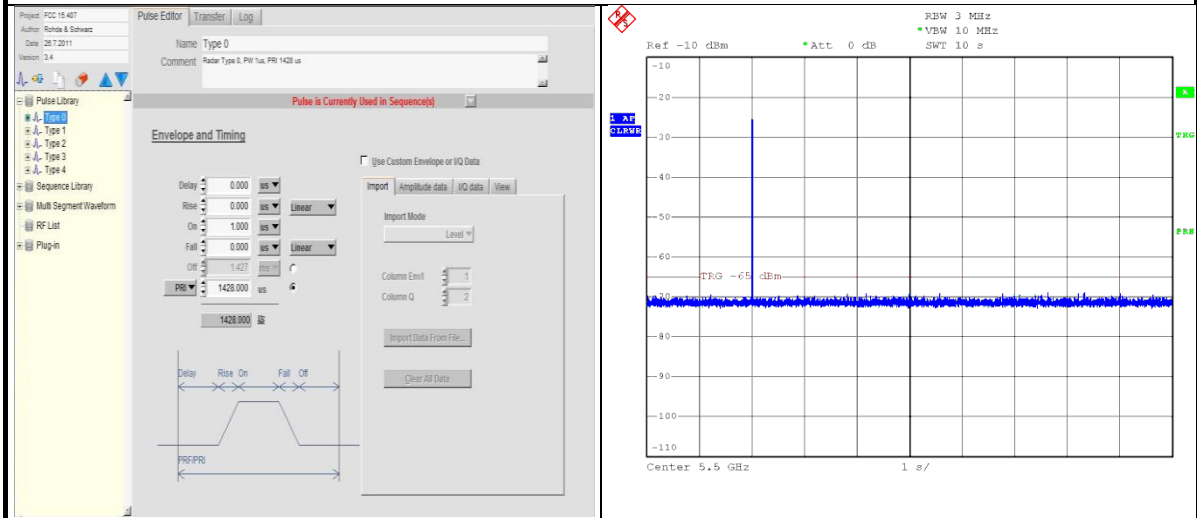 Project FCC 15.407
Author Rohde & Schwarz
Date 26.7.2011
Version 3.4
Pulse Library
Type 0
Type 1
Type 2
Type 3
Type 4
Sequence Library
Multi Segment Waveform
RF List
Plug-in
Pulse Editor Transfer Log
Name Type 0
Comment Radar Type 0, PW 1us, PRI 1428 us
Pulse is Currently Used in Sequence(s)
Envelope and Timing
Use Custom Envelope or I/Q Data
Delay 0.000 us
Rise 0.000 us Linear
On 1.000 us
Fall 0.000 us Linear
Off 1.427 ms
PRI 1428.000 us
1428.000
Import Amplitude data I/Q data View
Import Mode
Level
Column Env/I 1
Column Q 2
Import Data From File...
Clear All Data
Delay Rise On Fall Off
PRF/PRI
R S
RBW 3 MHz
*VBW 10 MHz
Ref -10 dBm *Att 0 dB SWT 10 s
-10
-20
-30
-40
-50
-60
TRG -65 dBm
-70
-80
-90
-100
-110
1 AP
CLRWR
A
TRG
PRN
Center 5.5 GHz 1 s/